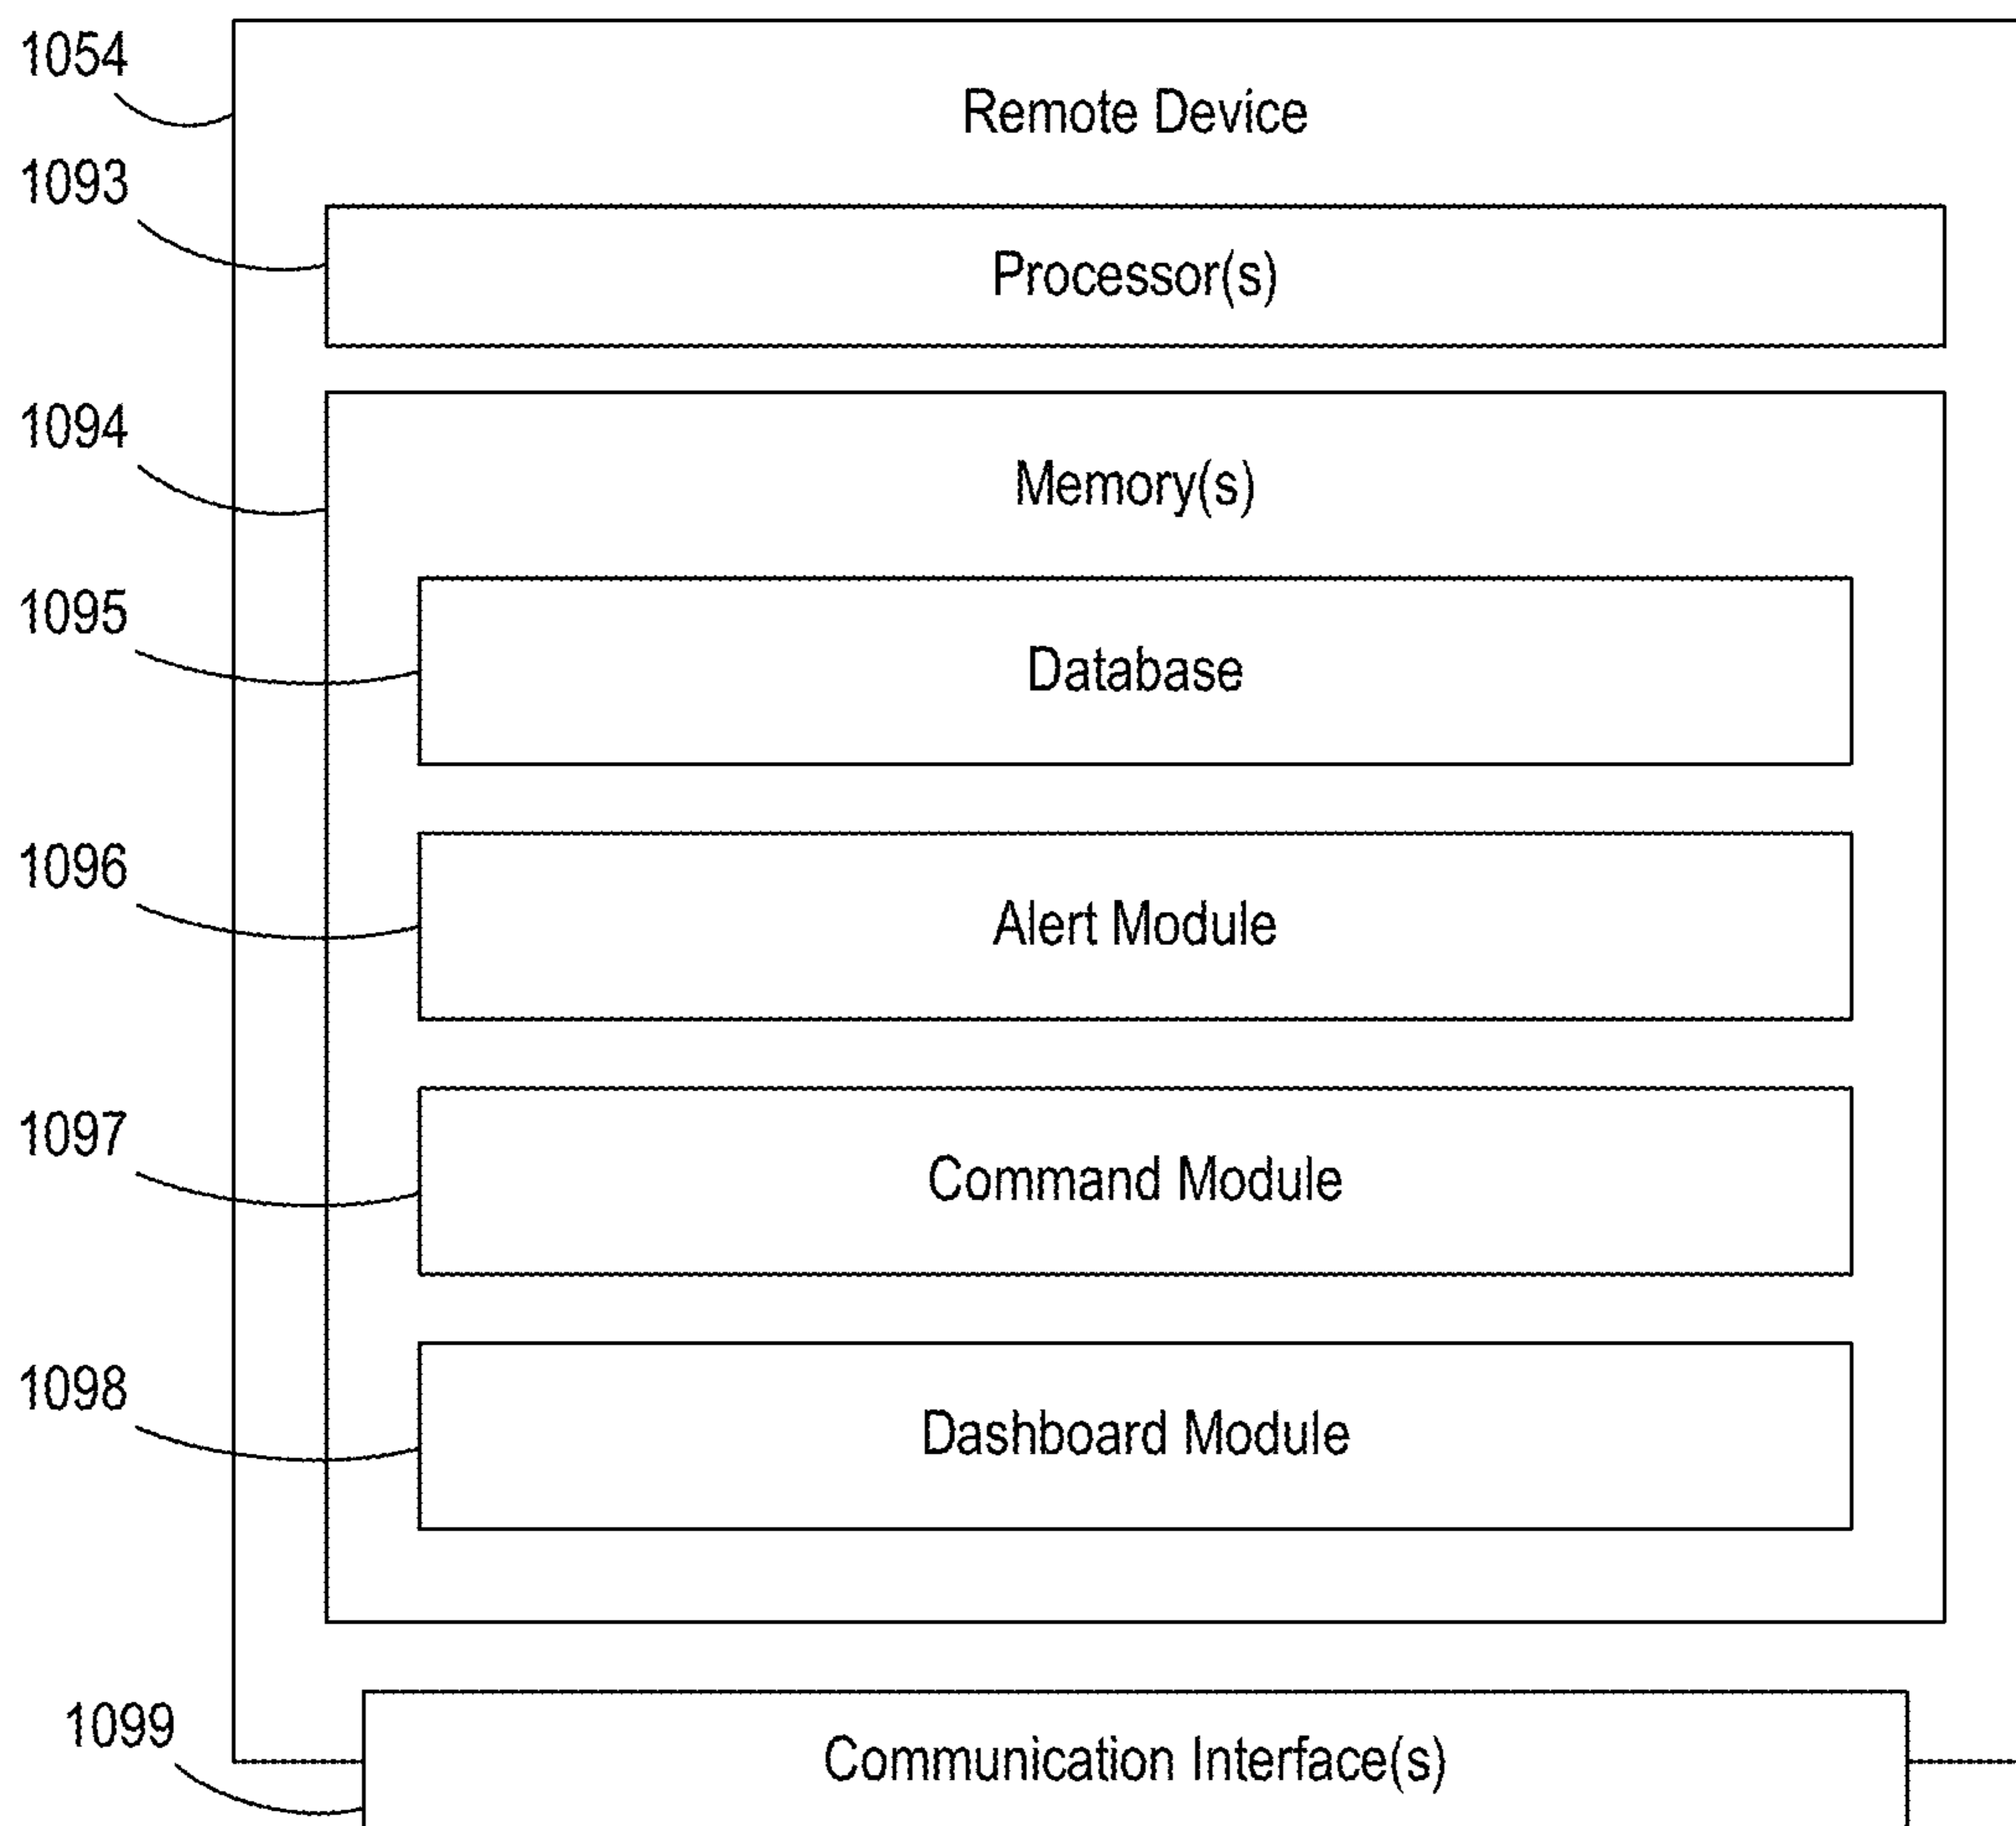 1054
Remote Device
1093
Processor(s)
1094
Memory(s)
1095
Database
1096
Alert Module
1097
Command Module
1098
Dashboard Module
1099
Communication Interface(s)